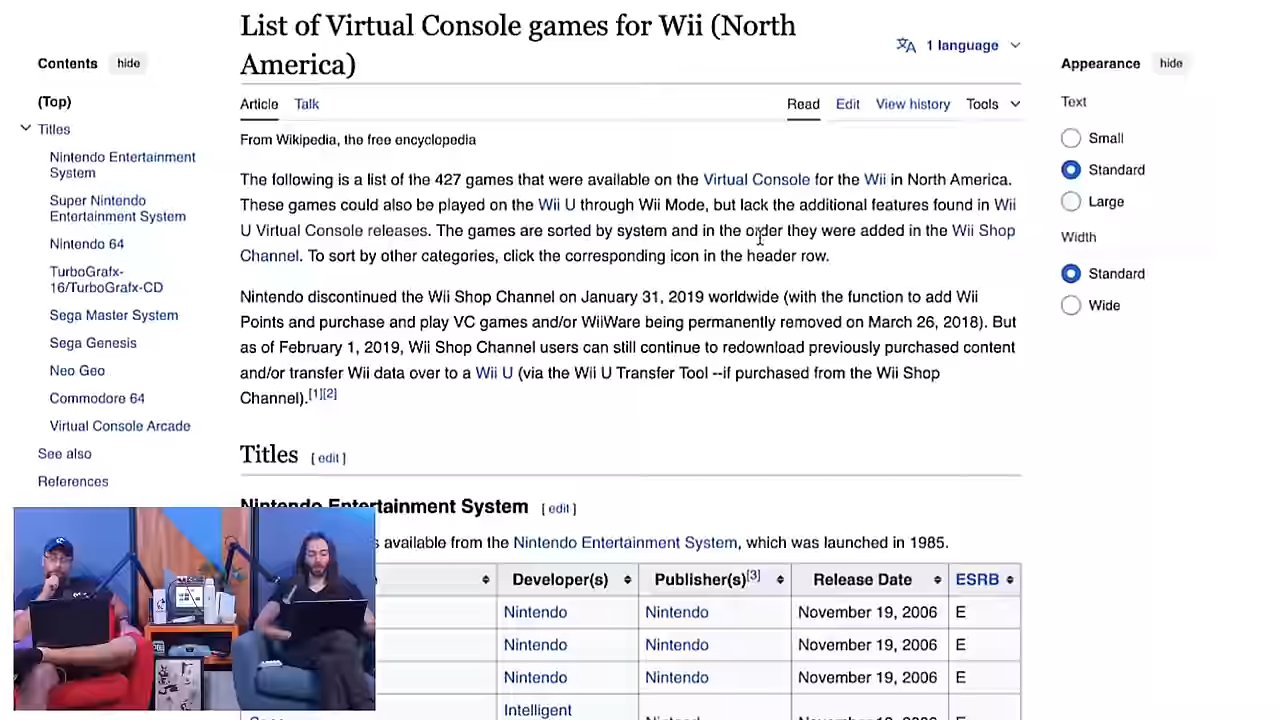 List of Virtual Console games for Wii (North
America)
1 language
Contents
hide
(Top)
Titles
Nintendo Entertainment
System
Super Nintendo
Entertainment System
Nintendo 64
TurboGrafx-
16/TurboGrafx-CD
Sega Master System
Sega Genesis
Neo Geo
Commodore 64
Virtual Console Arcade
See also
References
Article Talk
Read Edit View history Tools
From Wikipedia, the free encyclopedia
The following is a list of the 427 games that were available on the Virtual Console for the Wii in North America.
These games could also be played on the Wii U through Wii Mode, but lack the additional features found in Wii
U Virtual Console releases. The games are sorted by system and in the order they were added in the Wii Shop
Channel. To sort by other categories, click the corresponding icon in the header row.
Nintendo discontinued the Wii Shop Channel on January 31, 2019 worldwide (with the function to add Wii
Points and purchase and play VC games and/or WiiWare being permanently removed on March 26, 2018). But
as of February 1, 2019, Wii Shop Channel users can still continue to redownload previously purchased content
and/or transfer Wii data over to a Wii U (via the Wii U Transfer Tool --if purchased from the Wii Shop
Channel).[1][2]
Titles [ edit ]
Nintendo Entertainment System [ edit ]
available from the Nintendo Entertainment System, which was launched in 1985.
Developer(s) Publisher(s)[3] Release Date ESRB
Nintendo Nintendo November 19, 2006 E
Nintendo Nintendo November 19, 2006 E
Nintendo Nintendo November 19, 2006 E
Intelligent
Appearance
hide
Text
Small
Standard
Large
Width
Standard
Wide